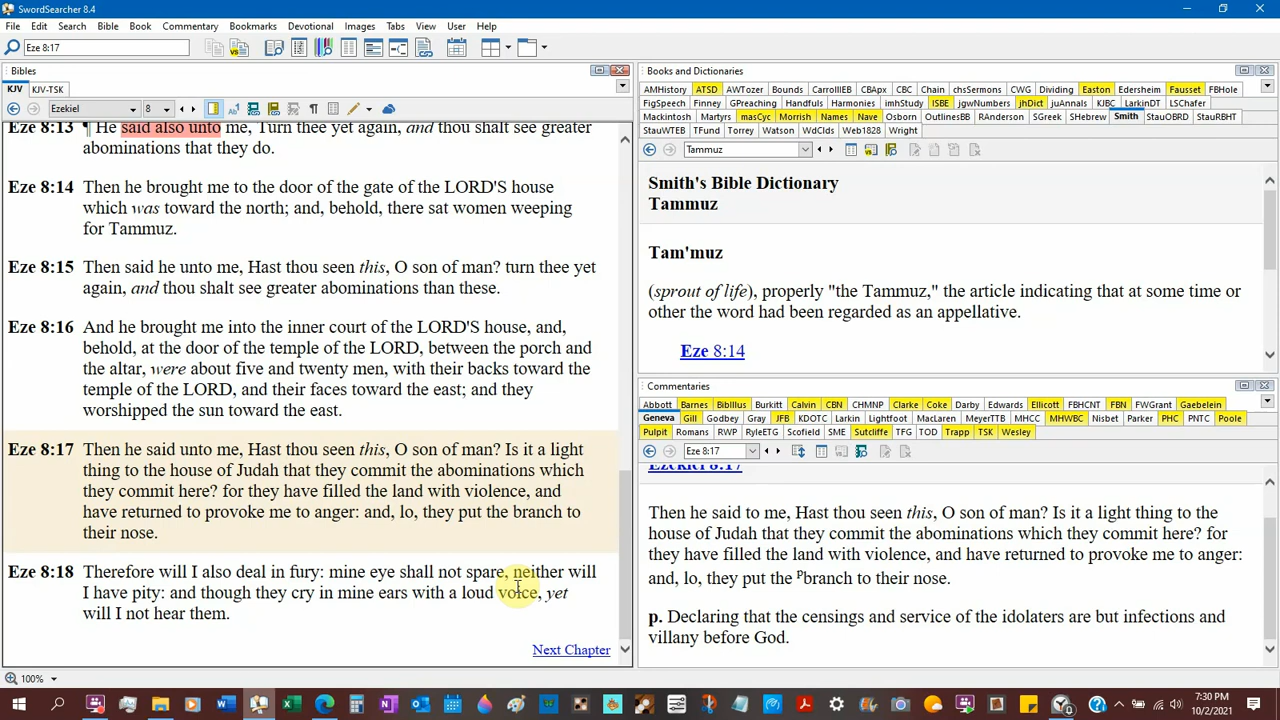 SwordSearcher 8.4
File Edit Search Bible Book Commentary Bookmarks Devotional Images Tabs View User Help
Eze 8:17
Bibles
KJV KJV-TSK
Ezekiel 8
Eze 8:13 ¶ He said also unto me, Turn thee yet again, and thou shalt see greater
abominations that they do.
Eze 8:14 Then he brought me to the door of the gate of the LORD'S house
which was toward the north; and, behold, there sat women weeping
for Tammuz.
Eze 8:15 Then said he unto me, Hast thou seen this, O son of man? turn thee yet
again, and thou shalt see greater abominations than these.
Eze 8:16 And he brought me into the inner court of the LORD'S house, and,
behold, at the door of the temple of the LORD, between the porch and
the altar, were about five and twenty men, with their backs toward the
temple of the LORD, and their faces toward the east; and they
worshipped the sun toward the east.
Eze 8:17 Then he said unto me, Hast thou seen this, O son of man? Is it a light
thing to the house of Judah that they commit the abominations which
they commit here? for they have filled the land with violence, and
have returned to provoke me to anger: and, lo, they put the branch to
their nose.
Eze 8:18 Therefore will I also deal in fury: mine eye shall not spare, neither will
I have pity: and though they cry in mine ears with a loud voice, yet
will I not hear them.
Next Chapter
100%
Books and Dictionaries
AMHistory ATSD AWTozer Bounds CarrollIEB CBApx CBC Chain chsSermons CWG Dividing Easton Edersheim Fausset FBHole
FigSpeech Finney GPreaching Handfuls Harmonies imhStudy ISBE jgwNumbers jhDict juAnnals KJBC LarkinDT LSChafer
Mackintosh Martyrs masCyc Morrish Names Nave Osborn OutlinesBB RAnderson SGreek SHebrew Smith StauOBRD StauRBHT
StauWTEB TFund Torrey Watson WdClds Web1828 Wright
Tammuz
Smith's Bible Dictionary
Tammuz
Tam'muz
(sprout of life), properly "the Tammuz," the article indicating that at some time or
other the word had been regarded as an appellative.
Eze 8:14
Commentaries
Abbott Barnes BibIllus Burkitt Calvin CBN CHMNP Clarke Coke Darby Edwards Ellicott FBHCNT FBN FWGrant Gaebelein
Geneva Gill Godbey Gray JFB KDOTC Larkin Lightfoot MacLaren MeyerTTB MHCC MHWBC Nisbet Parker PHC PNTC Poole
Pulpit Romans RWP RyleETG Scofield SME Sutcliffe TFG TOD Trapp TSK Wesley
Eze 8:17
Ezekiel 8:17
Then he said to me, Hast thou seen this, O son of man? Is it a light thing to the
house of Judah that they commit the abominations which they commit here? for
they have filled the land with violence, and have returned to provoke me to anger:
and, lo, they put the pbranch to their nose.
p. Declaring that the censings and service of the idolaters are but infections and
villany before God.
7:30 PM
10/2/2021